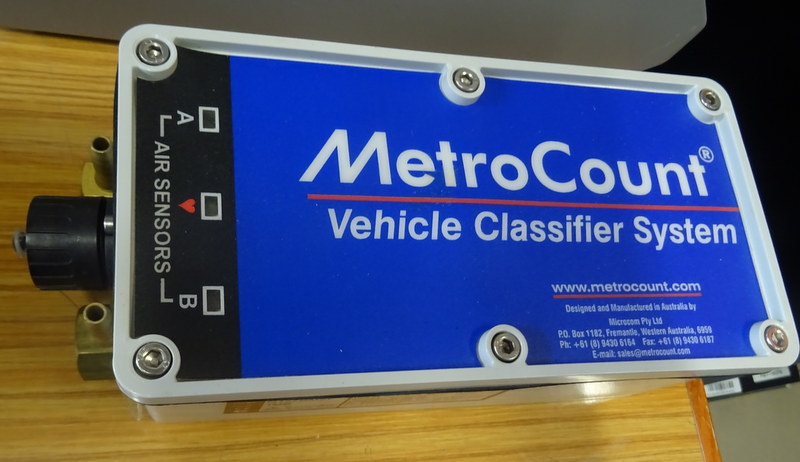 A
AIR SENSORS
B
MetroCount®
Vehicle Classifier System
www.metrocount.com
Designed and Manufactured in Australia by
Microcom Pty Ltd
P.O. Box 1182, Fremantle, Western Australia, 6959
Ph: +61 (8) 9430 6164 Fax: +61 (8) 9430 6187
E-mail: sales@metrocount.com